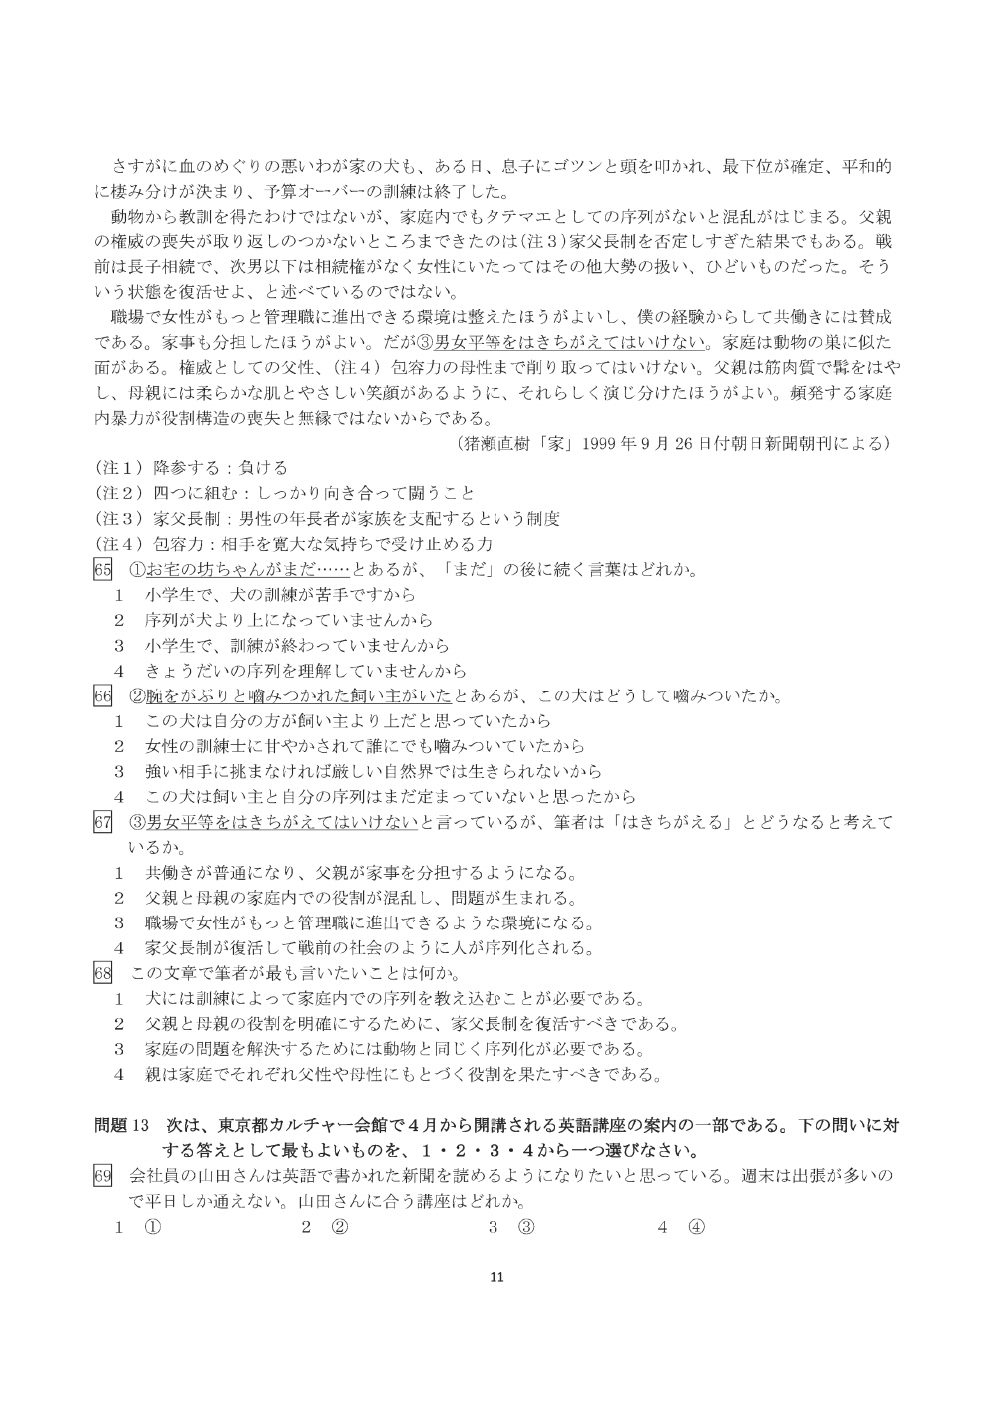 さすがに血のめぐりの悪いわが家の犬も、ある日、息子にゴツンと頭を叩かれ、最下位が確定、平和的
に棲み分けが決まり、予算オーバーの訓練は終了した。
動物から教訓を得たわけではないが、家庭内でもタテマエとしての序列がないと混乱がはじまる。父親
の権威の喪失が取り返しのつかないところまできたのは(注３)家父長制を否定しすぎた結果でもある。戦
前は長子相続で、次男以下は相続権がなく女性にいたってはその他大勢の扱い、ひどいものだった。そう
いう状態を復活せよ、と述べているのではない。
職場で女性がもっと管理職に進出できる環境は整えたほうがよいし、僕の経験からして共働きには賛成
である。家事も分担したほうがよい。だが③男女平等をはきちがえてはいけない。家庭は動物の巣に似た
面がある。権威としての父性、（注４）包容力の母性まで削り取ってはいけない。父親は筋肉質で髯をはや
し、母親には柔らかな肌とやさしい笑顔があるように、それらしく演じ分けたほうがよい。頻発する家庭
内暴力が役割構造の喪失と無縁ではないからである。
（猪瀬直樹「家」1999 年 9 月 26 日付朝日新聞朝刊による）
（注１）降参する：負ける
（注２）四つに組む：しっかり向き合って闘うこと
（注３）家父長制：男性の年長者が家族を支配するという制度
（注４）包容力：相手を寛大な気持ちで受け止める力
65 ①お宅の坊ちゃんがまだ……とあるが、「まだ」の後に続く言葉はどれか。
１ 小学生で、犬の訓練が苦手ですから
２ 序列が犬より上になっていませんから
３ 小学生で、訓練が終わっていませんから
４ きょうだいの序列を理解していませんから
66 ②腕をがぶりと噛みつかれた飼い主がいたとあるが、この犬はどうして噛みついたか。
１ この犬は自分の方が飼い主より上だと思っていたから
２ 女性の訓練士に甘やかされて誰にでも噛みついていたから
３ 強い相手に挑まなければ厳しい自然界では生きられないから
４ この犬は飼い主と自分の序列はまだ定まっていないと思ったから
67 ③男女平等をはきちがえてはいけないと言っているが、筆者は「はきちがえる」とどうなると考えて
いるか。
１ 共働きが普通になり、父親が家事を分担するようになる。
２ 父親と母親の家庭内での役割が混乱し、問題が生まれる。
３ 職場で女性がもっと管理職に進出できるような環境になる。
４ 家父長制が復活して戦前の社会のように人が序列化される。
68 この文章で筆者が最も言いたいことは何か。
１ 犬には訓練によって家庭内での序列を教え込むことが必要である。
２ 父親と母親の役割を明確にするために、家父長制を復活すべきである。
３ 家庭の問題を解決するためには動物と同じく序列化が必要である。
４ 親は家庭でそれぞれ父性や母性にもとづく役割を果たすべきである。
問題 13 次は、東京都カルチャー会館で４月から開講される英語講座の案内の一部である。下の問いに対
する答えとして最もよいものを、１・２・３・４から一つ選びなさい。
69 会社員の山田さんは英語で書かれた新聞を読めるようになりたいと思っている。週末は出張が多いの
で平日しか通えない。山田さんに合う講座はどれか。
１ ① ２ ② ３ ③ ４ ④
11